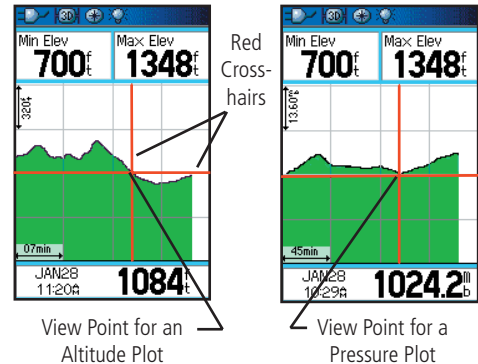 3D
Min Elev
700ft
Max Elev
1348ft
320ft
07min
JAN28
11:20A
1084ft
Red
Cross-
hairs
3D
Min Elev
700ft
Max Elev
1348ft
45min
JAN28
10:29A
1024.2mb
View Point for an
Altitude Plot
View Point for a
Pressure Plot